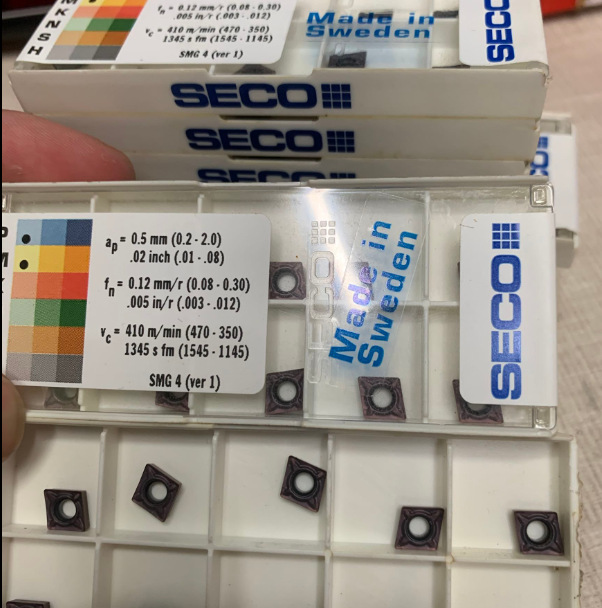 M
K
N
S
H
fn = 0.12 mm/r (0.08 - 0.30)
.005 in/r (.003 - .012)
vc = 410 m/min (470 - 350)
1345 s fm (1545 - 1145)
SMG 4 (ver 1)
Made in
Sweden
SECO
SECO
SECO
SECO
P
M
K
ap = 0.5 mm (0.2 - 2.0)
.02 inch (.01 - .08)
fn = 0.12 mm/r (0.08 - 0.30)
.005 in/r (.003 - .012)
vc = 410 m/min (470 - 350)
1345 s fm (1545 - 1145)
SMG 4 (ver 1)
SECO
Made in
Sweden
SECO